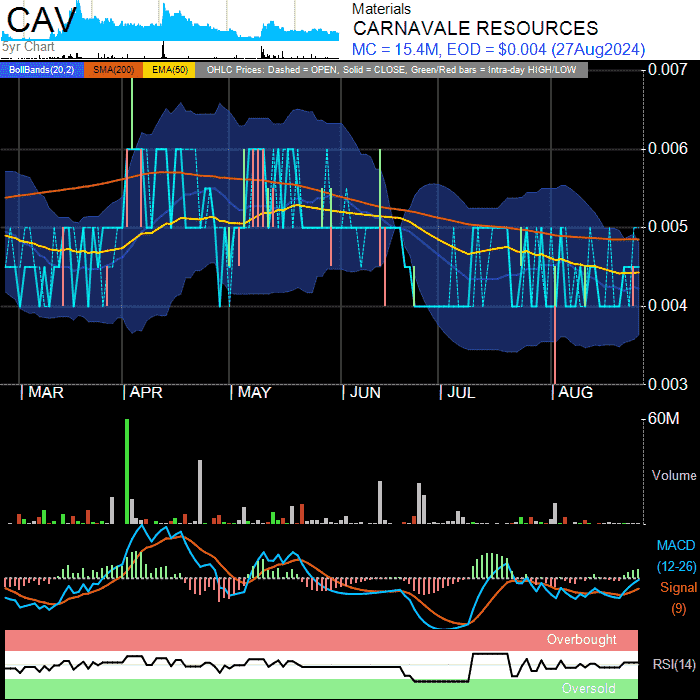 CAV
5yr Chart
Materials
CARNAVALE RESOURCES
MC = 15.4M, EOD = $0.004 (27Aug2024)
BollBands(20,2) SMA(200) EMA(50) OHLC Prices: Dashed = OPEN, Solid = CLOSE, Green/Red bars = Intra-day HIGH/LOW
0.007
0.006
0.005
0.004
0.003
MAR APR MAY JUN JUL AUG
60M
Volume
MACD
(12-26)
Signal
(9)
Overbought
RSI(14)
Oversold